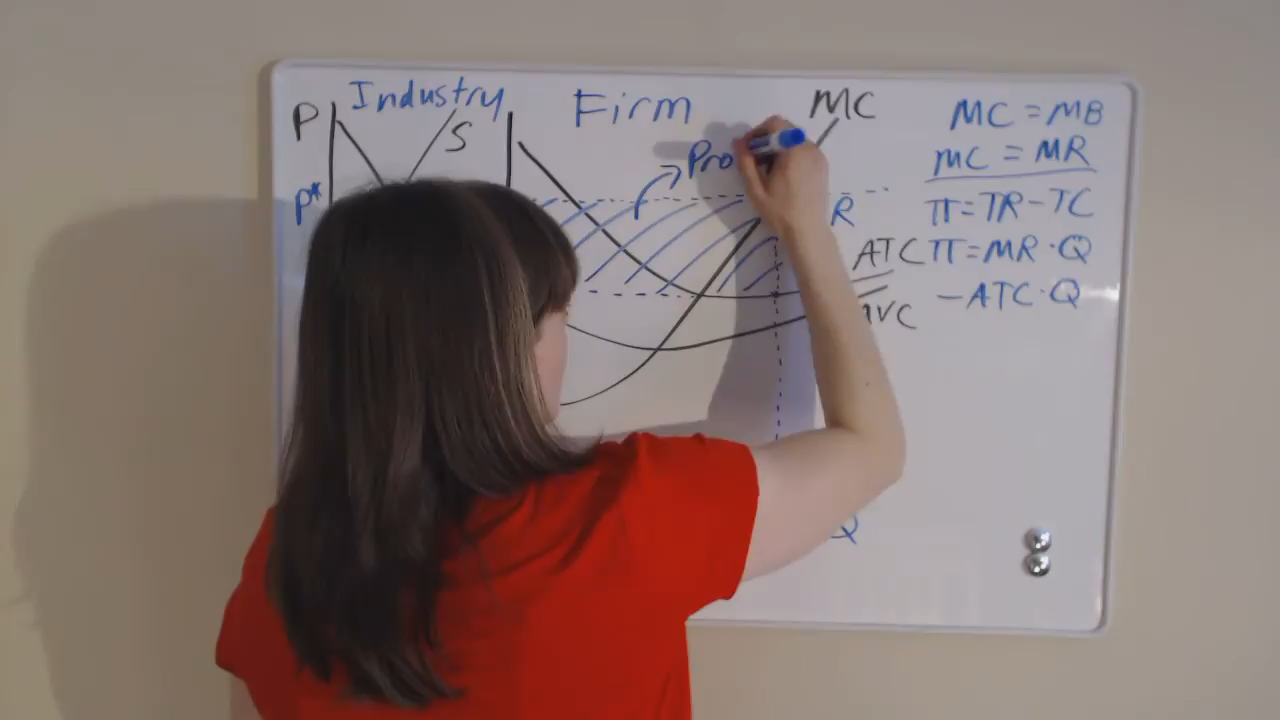 Industry
P
S
P*
Firm
MC
Pro
R
ATC
AVC
Q
MC = MB
MC = MR
π = TR - TC
π = MR · Q
- ATC · Q